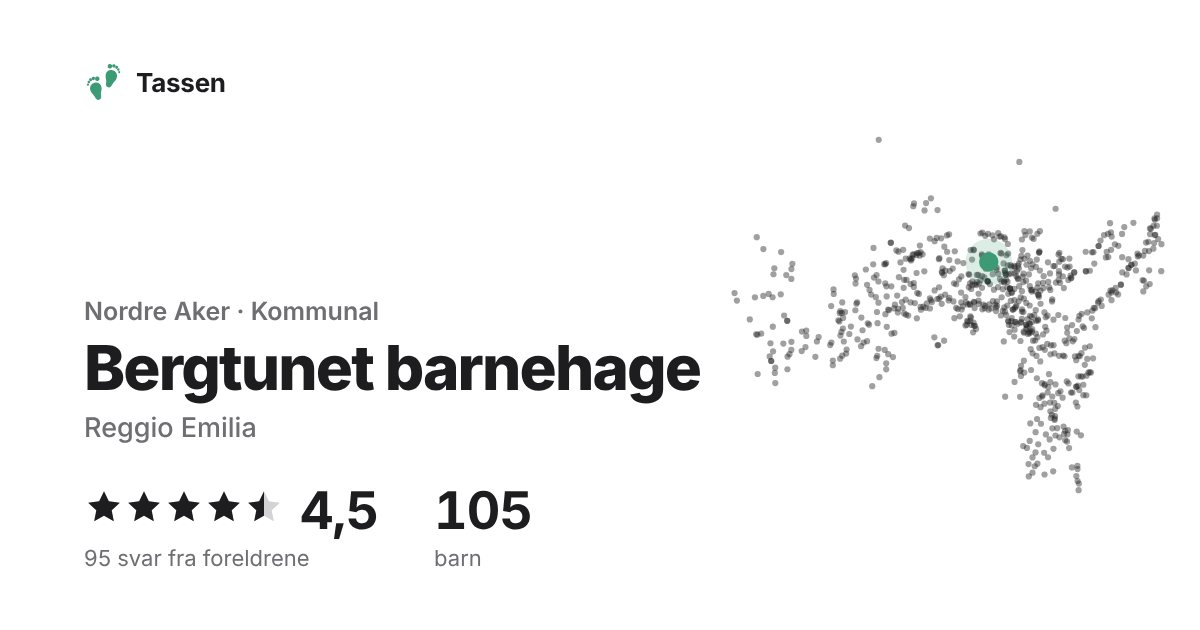 Tassen
Nordre Aker · Kommunal
Bergtunet barnehage
Reggio Emilia
4,5
95 svar fra foreldrene
105
barn